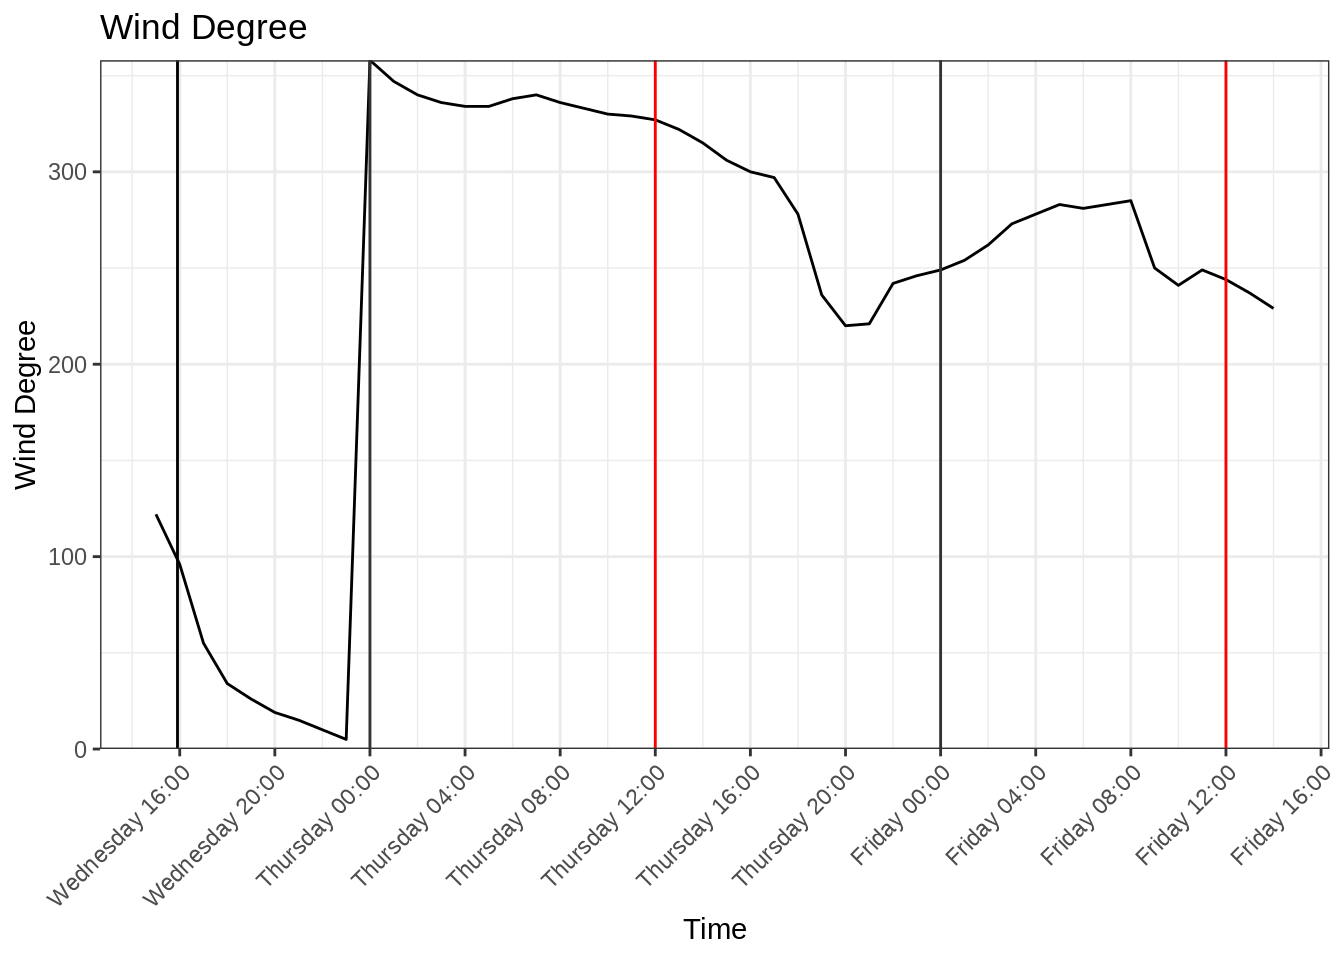 Wind Degree
Wind Degree
300
200
100
0
Wednesday 16:00
Wednesday 20:00
Thursday 00:00
Thursday 04:00
Thursday 08:00
Thursday 12:00
Thursday 16:00
Thursday 20:00
Friday 00:00
Friday 04:00
Friday 08:00
Friday 12:00
Friday 16:00
Time